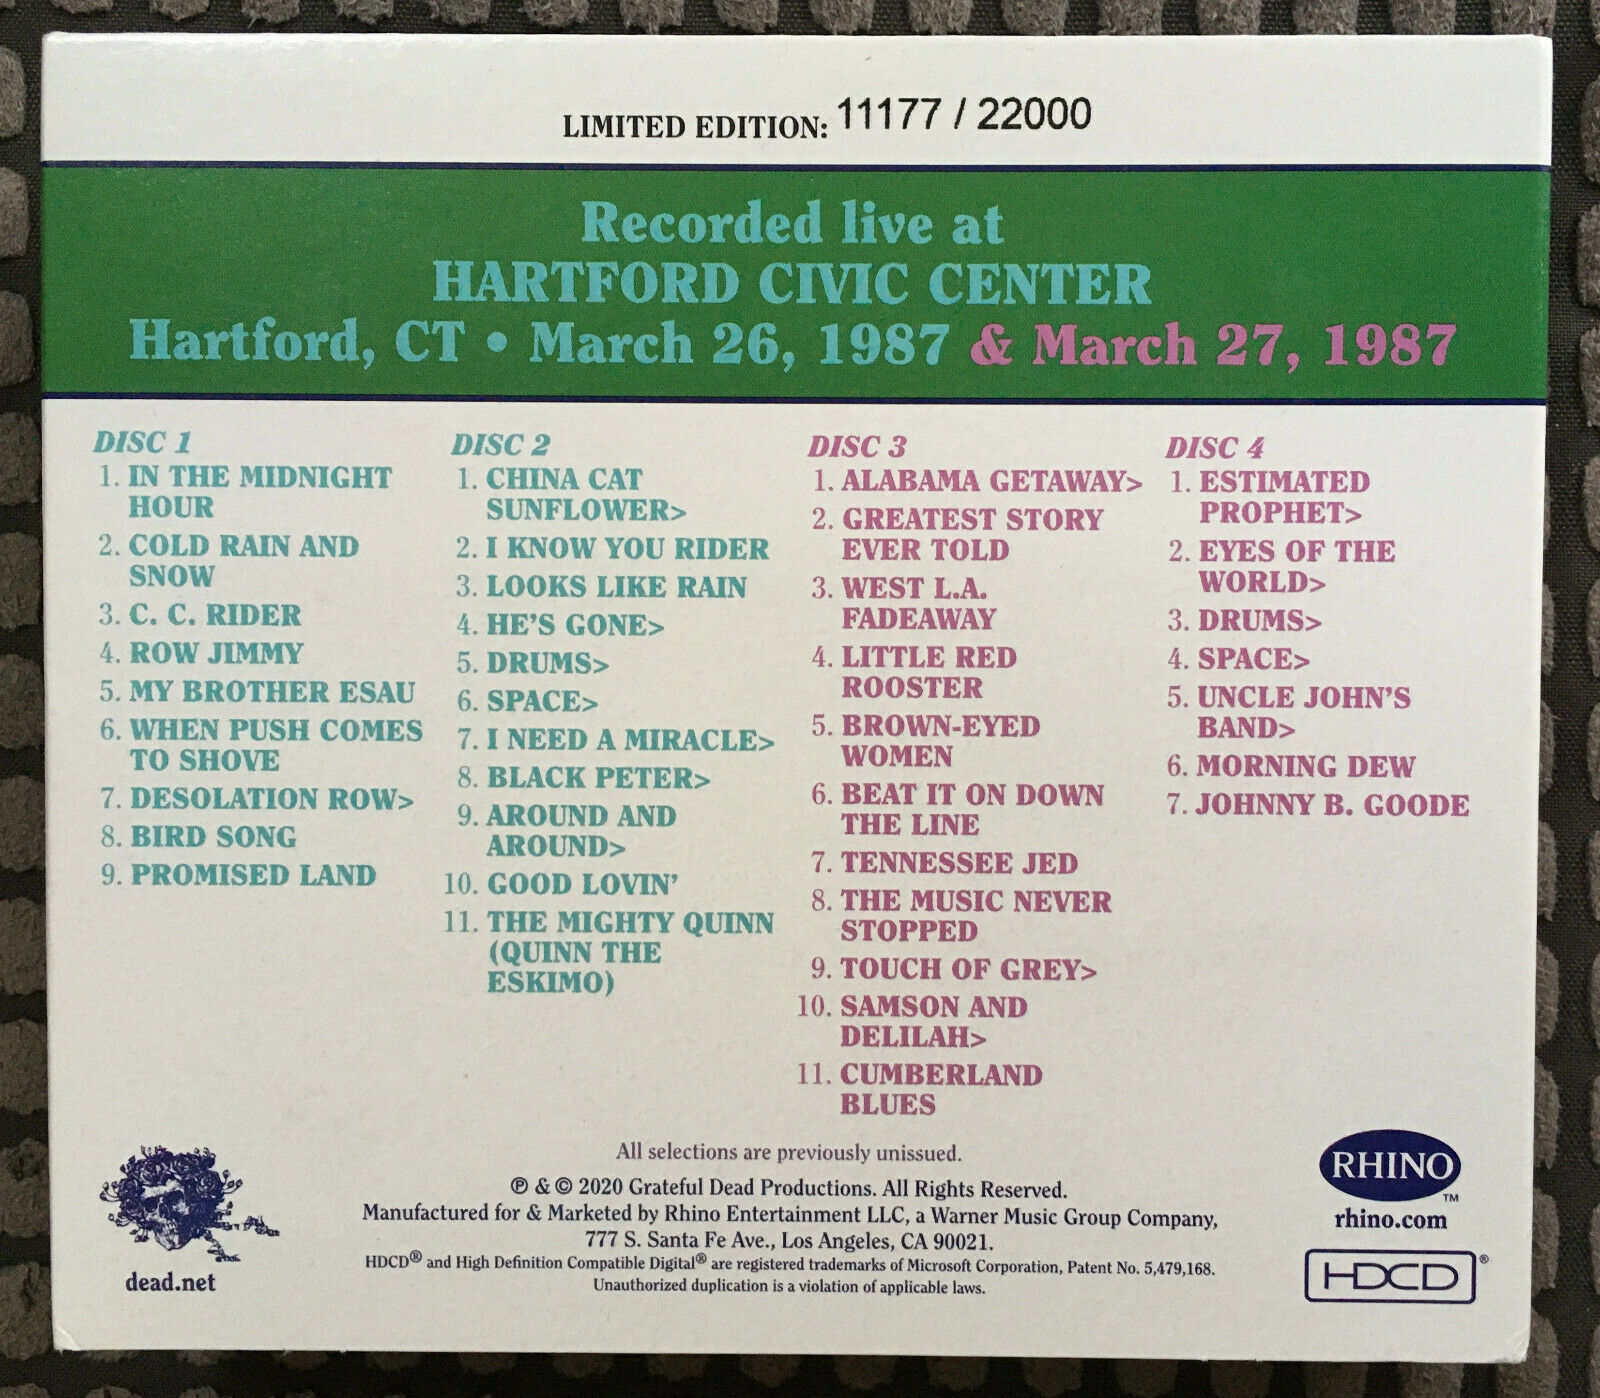 LIMITED EDITION: 11177 / 22000
Recorded live at
HARTFORD CIVIC CENTER
Hartford, CT • March 26, 1987 & March 27, 1987
DISC 1
1. IN THE MIDNIGHT
HOUR
2. COLD RAIN AND
SNOW
3. C. C. RIDER
4. ROW JIMMY
5. MY BROTHER ESAU
6. WHEN PUSH COMES
TO SHOVE
7. DESOLATION ROW>
8. BIRD SONG
9. PROMISED LAND
DISC 2
1. CHINA CAT
SUNFLOWER>
2. I KNOW YOU RIDER
3. LOOKS LIKE RAIN
4. HE'S GONE>
5. DRUMS>
6. SPACE>
7. I NEED A MIRACLE>
8. BLACK PETER>
9. AROUND AND
AROUND>
10. GOOD LOVIN'
11. THE MIGHTY QUINN
(QUINN THE
ESKIMO)
DISC 3
1. ALABAMA GETAWAY>
2. GREATEST STORY
EVER TOLD
3. WEST L.A.
FADEAWAY
4. LITTLE RED
ROOSTER
5. BROWN-EYED
WOMEN
6. BEAT IT ON DOWN
THE LINE
7. TENNESSEE JED
8. THE MUSIC NEVER
STOPPED
9. TOUCH OF GREY>
10. SAMSON AND
DELILAH>
11. CUMBERLAND
BLUES
DISC 4
1. ESTIMATED
PROPHET>
2. EYES OF THE
WORLD>
3. DRUMS>
4. SPACE>
5. UNCLE JOHN'S
BAND>
6. MORNING DEW
7. JOHNNY B. GOODE
All selections are previously unissued.
℗ & © 2020 Grateful Dead Productions. All Rights Reserved.
Manufactured for & Marketed by Rhino Entertainment LLC, a Warner Music Group Company,
777 S. Santa Fe Ave., Los Angeles, CA 90021.
HDCD® and High Definition Compatible Digital® are registered trademarks of Microsoft Corporation, Patent No. 5,479,168.
Unauthorized duplication is a violation of applicable laws.
dead.net
RHINO™
rhino.com
HDCD®